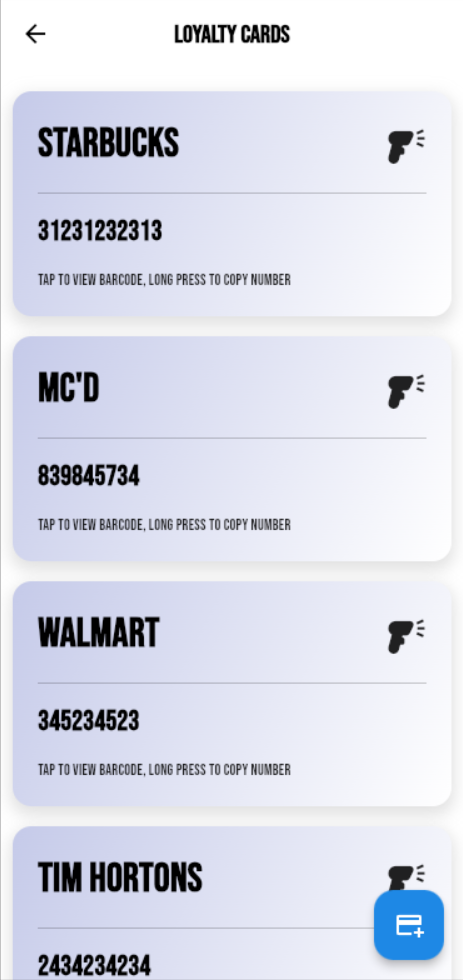 LOYALTY CARDS
STARBUCKS
31231232313
TAP TO VIEW BARCODE, LONG PRESS TO COPY NUMBER
MC'D
839845734
TAP TO VIEW BARCODE, LONG PRESS TO COPY NUMBER
WALMART
345234523
TAP TO VIEW BARCODE, LONG PRESS TO COPY NUMBER
TIM HORTONS
2434234234